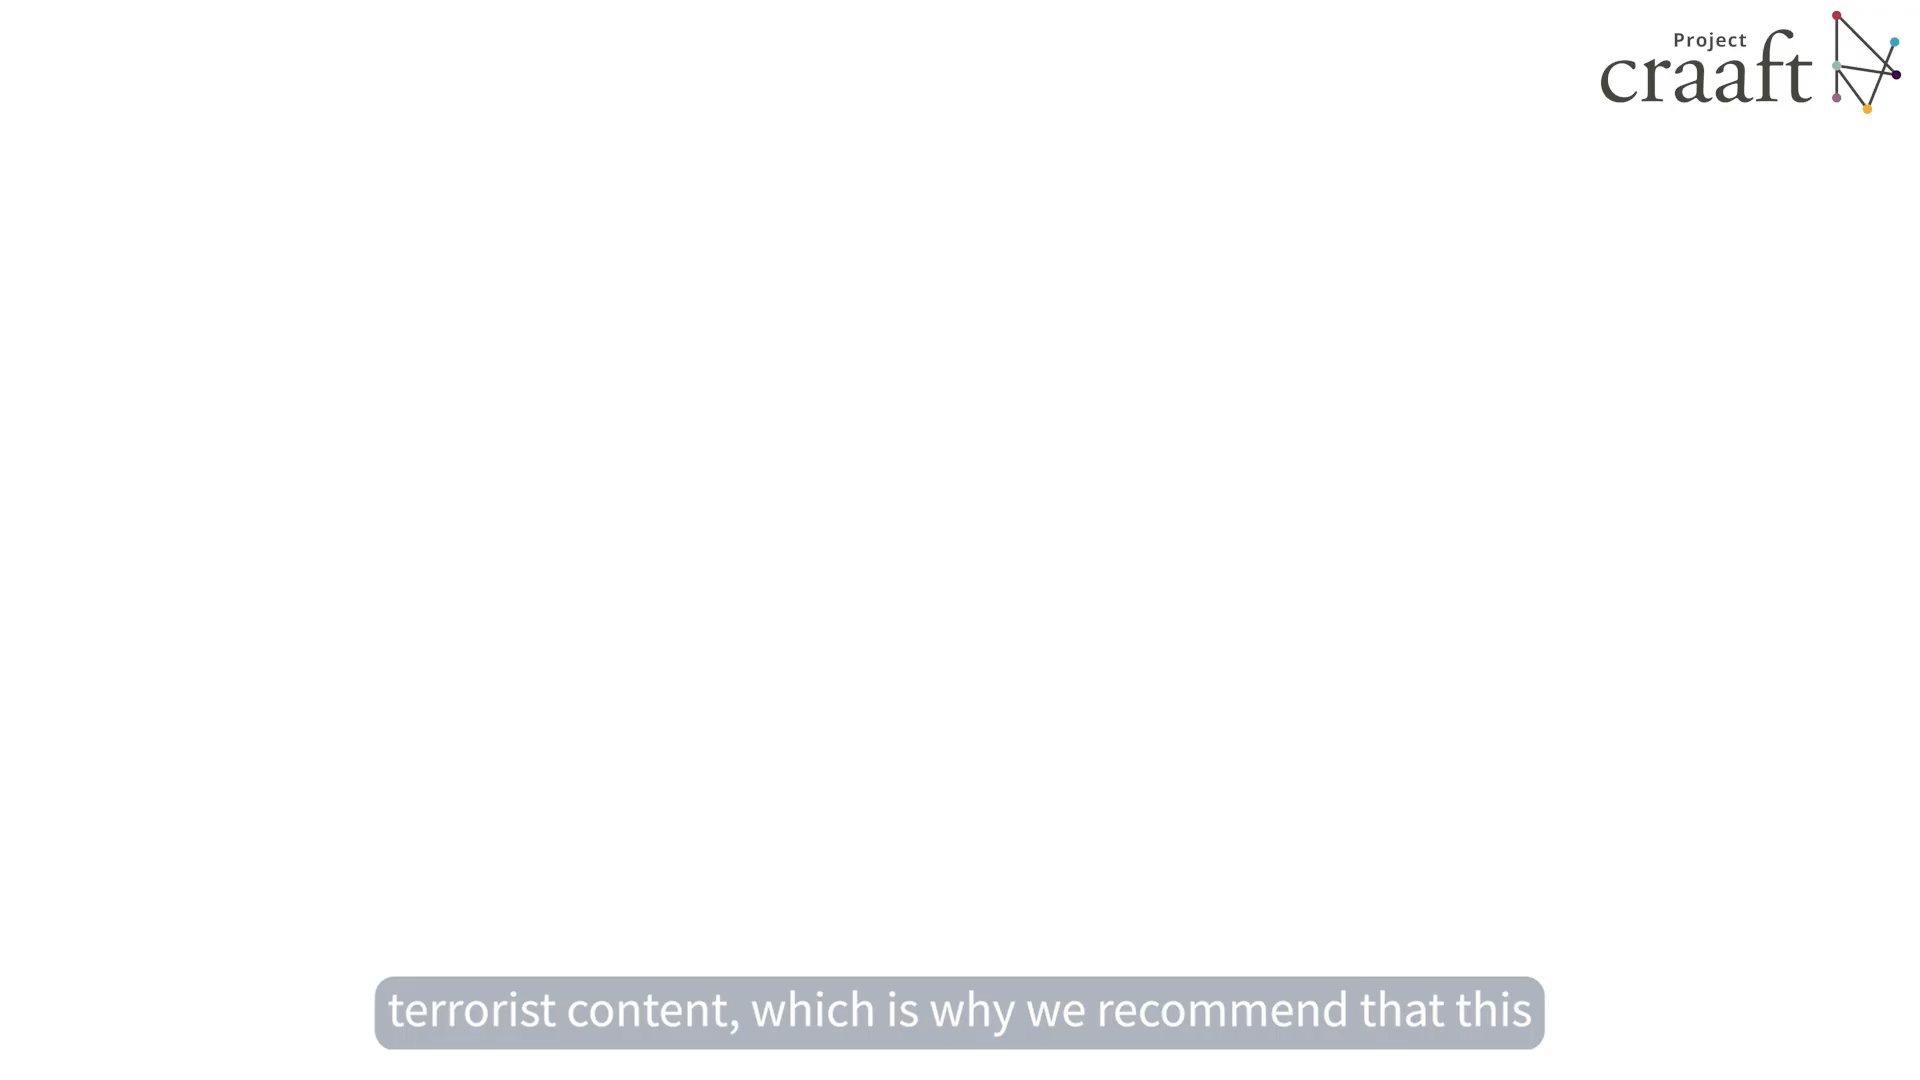 Project
craaft
terrorist content, which is why we recommend that this